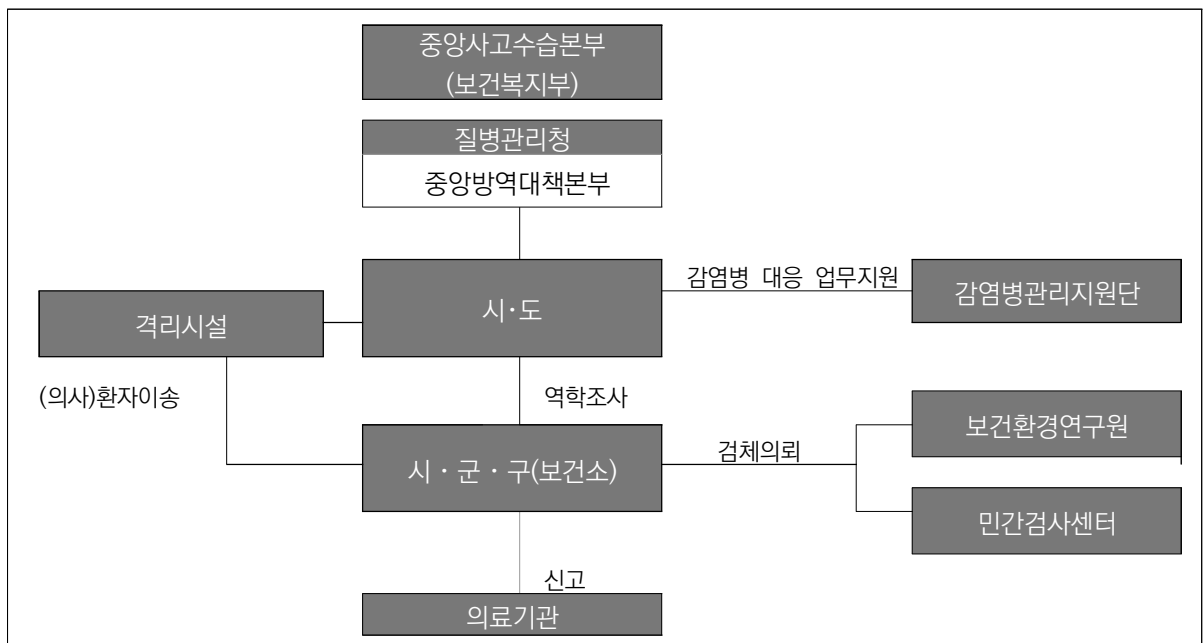 중앙사고수습본부
(보건복지부)
질병관리청
중앙방역대책본부
감염병 대응 업무지원
시·도
감염병관리지원단
격리시설
(의사)환자이송
역학조사
보건환경연구원
검체의뢰
시·군·구(보건소)
민간검사센터
신고
의료기관